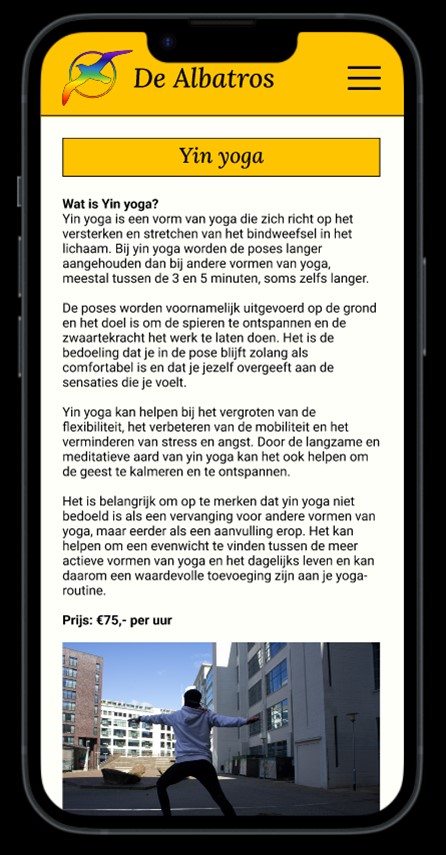 De Albatros
Yin yoga
Wat is Yin yoga?
Yin yoga is een vorm van yoga die zich richt op het
versterken en stretchen van het bindweefsel in het
lichaam. Bij yin yoga worden de poses langer
aangehouden dan bij andere vormen van yoga,
meestal tussen de 3 en 5 minuten, soms zelfs langer.
De poses worden voornamelijk uitgevoerd op de grond
en het doel is om de spieren te ontspannen en de
zwaartekracht het werk te laten doen. Het is de
bedoeling dat je in de pose blijft zolang als
comfortabel is en dat je jezelf overgeeft aan de
sensaties die je voelt.
Yin yoga kan helpen bij het vergroten van de
flexibiliteit, het verbeteren van de mobiliteit en het
verminderen van stress en angst. Door de langzame en
meditatieve aard van yin yoga kan het ook helpen om
de geest te kalmeren en te ontspannen.
Het is belangrijk om op te merken dat yin yoga niet
bedoeld is als een vervanging voor andere vormen van
yoga, maar eerder als een aanvulling erop. Het kan
helpen om een evenwicht te vinden tussen de meer
actieve vormen van yoga en het dagelijks leven en kan
daarom een waardevolle toevoeging zijn aan je yoga-
routine.
Prijs: €75,- per uur